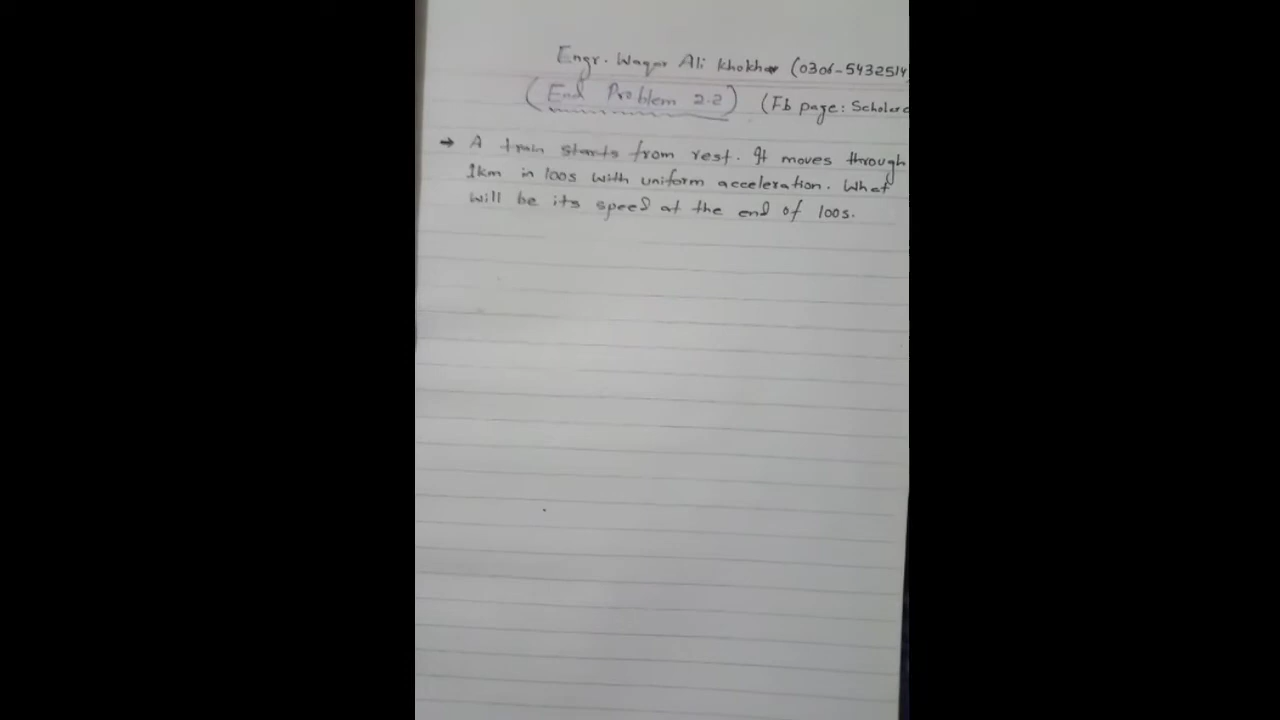 Engr. Waqar Ali Khokhar (0306-5432514
(End Problem 2.2) (Fb page: Scholar
→ A train starts from rest. It moves through
1km in 100s with uniform acceleration. What
will be its speed at the end of 100s.